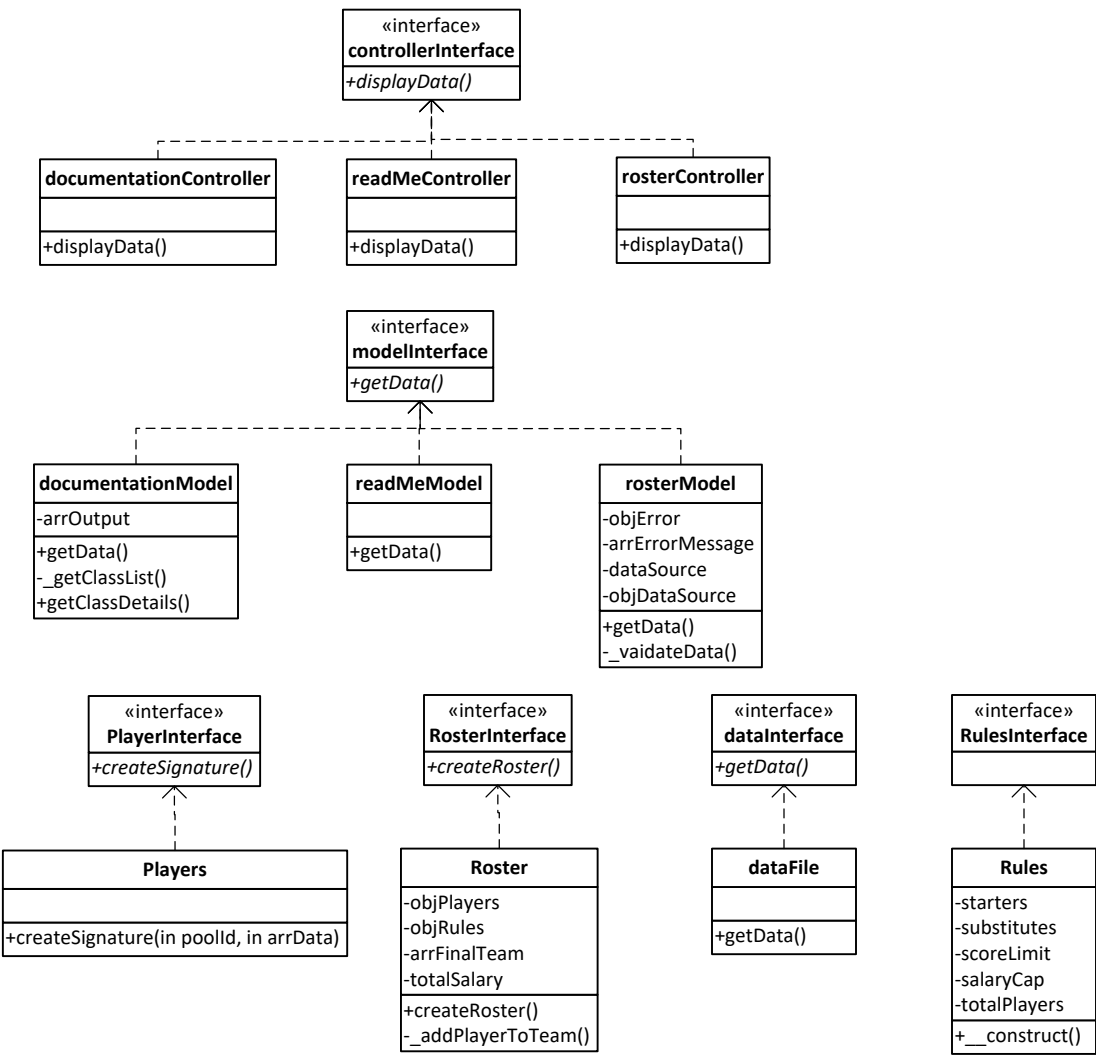 «interface»
controllerInterface
+displayData()
documentationController
+displayData()
readMeController
+displayData()
rosterController
+displayData()
«interface»
modelInterface
+getData()
documentationModel
-arrOutput
+getData()
-_getClassList()
+getClassDetails()
readMeModel
+getData()
rosterModel
-objError
-arrErrorMessage
-dataSource
-objDataSource
+getData()
-_vaidateData()
«interface»
PlayerInterface
+createSignature()
«interface»
RosterInterface
+createRoster()
«interface»
dataInterface
+getData()
«interface»
RulesInterface
Players
+createSignature(in poolId, in arrData)
Roster
-objPlayers
-objRules
-arrFinalTeam
-totalSalary
+createRoster()
-_addPlayerToTeam()
dataFile
+getData()
Rules
-starters
-substitutes
-scoreLimit
-salaryCap
-totalPlayers
+__construct()